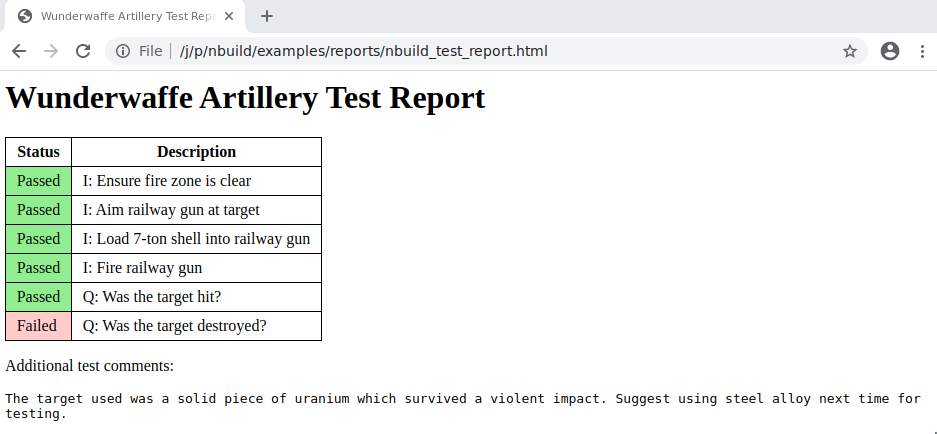 Wunderwaffe Artillery Test Rep
File /j/p/nbuild/examples/reports/nbuild_test_report.html
Wunderwaffe Artillery Test Report
Status Description
Passed I: Ensure fire zone is clear
Passed I: Aim railway gun at target
Passed I: Load 7-ton shell into railway gun
Passed I: Fire railway gun
Passed Q: Was the target hit?
Failed Q: Was the target destroyed?
Additional test comments:
The target used was a solid piece of uranium which survived a violent impact. Suggest using steel alloy next time for
testing.